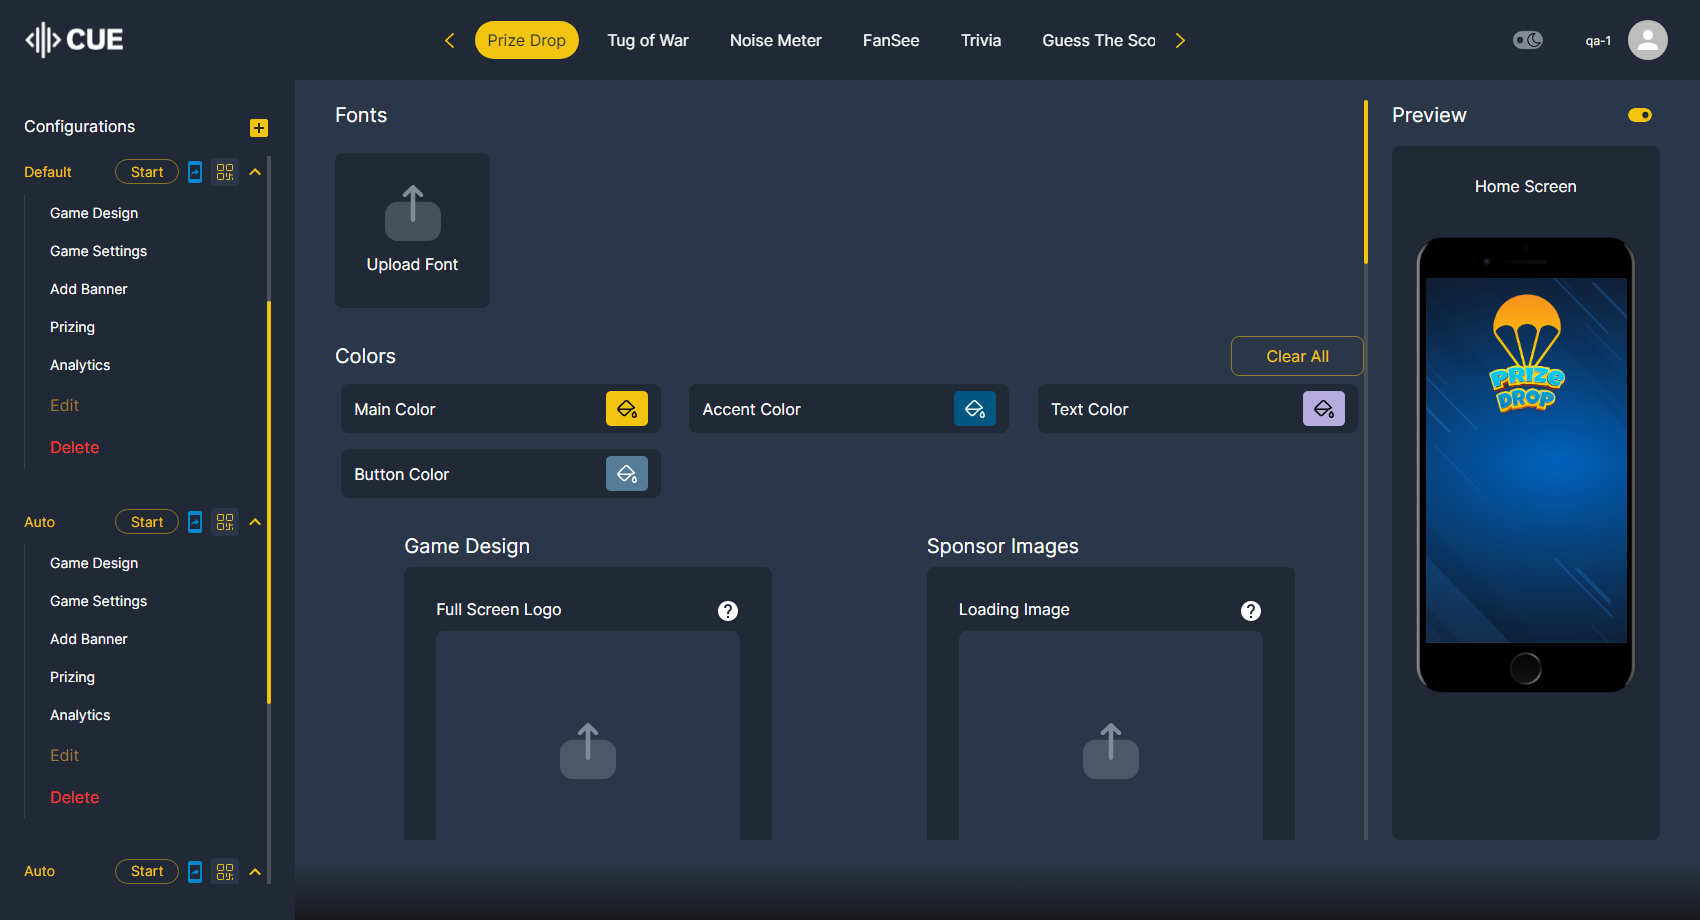 CUE
Prize Drop
Tug of War
Noise Meter
FanSee
Trivia
Guess The Sco
qa-1
Configurations
Default
Start
Game Design
Game Settings
Add Banner
Prizing
Analytics
Edit
Delete
Auto
Start
Game Design
Game Settings
Add Banner
Prizing
Analytics
Edit
Delete
Auto
Start
Fonts
Upload Font
Colors
Clear All
Main Color
Accent Color
Text Color
Button Color
Game Design
Full Screen Logo
?
Sponsor Images
Loading Image
?
Preview
Home Screen
PRIZE
DROP